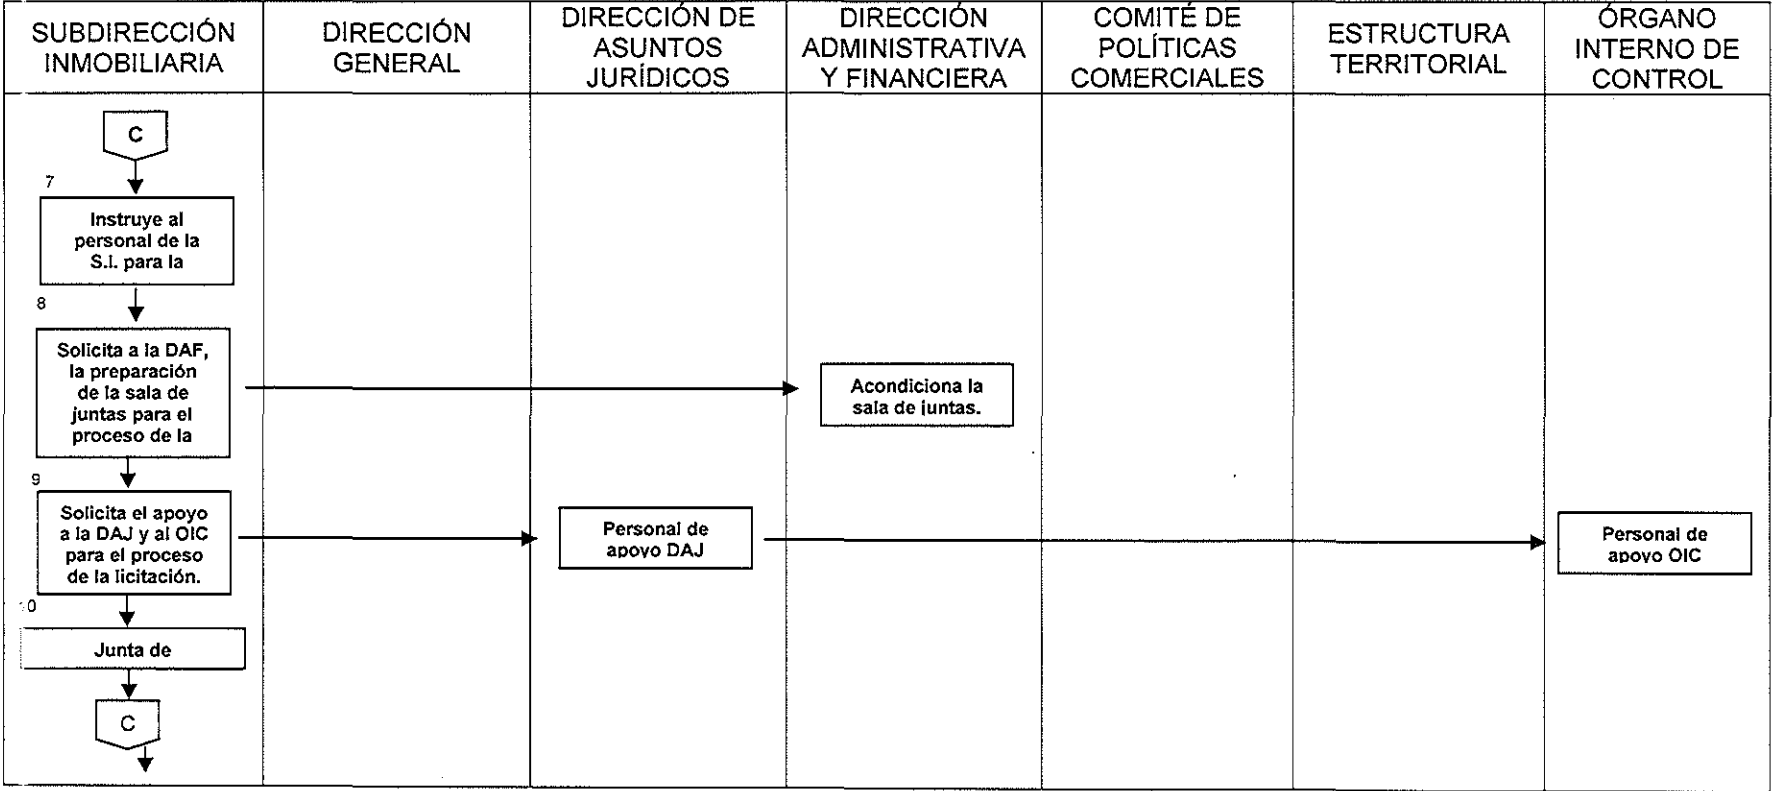 SUBDIRECCIÓN
INMOBILIARIA
DIRECCIÓN
GENERAL
DIRECCIÓN DE
ASUNTOS
JURÍDICOS
DIRECCIÓN
ADMINISTRATIVA
Y FINANCIERA
COMITÉ DE
POLÍTICAS
COMERCIALES
ESTRUCTURA
TERRITORIAL
ÓRGANO
INTERNO DE
CONTROL
C
7
Instruye al
personal de la
S.I. para la
8
Solicita a la DAF,
la preparación
de la sala de
juntas para el
proceso de la
Acondiciona la
sala de juntas.
9
Solicita el apoyo
a la DAJ y al OIC
para el proceso
de la licitación.
Personal de
apoyo DAJ
Personal de
apoyo OIC
10
Junta de
C